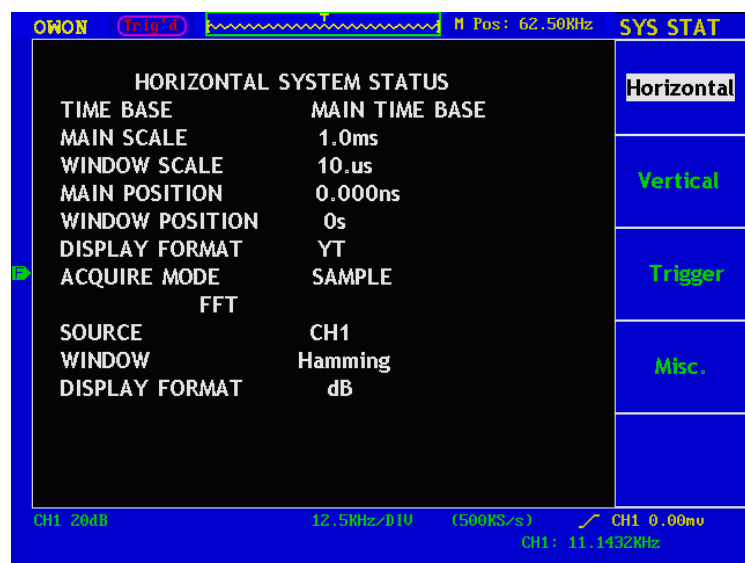 OWON Trig'd T M Pos: 62.50KHz SYS STAT
HORIZONTAL SYSTEM STATUS
TIME BASE MAIN TIME BASE
MAIN SCALE 1.0ms
WINDOW SCALE 10.us
MAIN POSITION 0.000ns
WINDOW POSITION 0s
DISPLAY FORMAT YT
ACQUIRE MODE SAMPLE
FFT
SOURCE CH1
WINDOW Hamming
DISPLAY FORMAT dB
Horizontal
Vertical
Trigger
Misc.
F
CH1 20dB 12.5KHz/DIV (500KS/s) CH1 0.00mv
CH1: 11.1432KHz